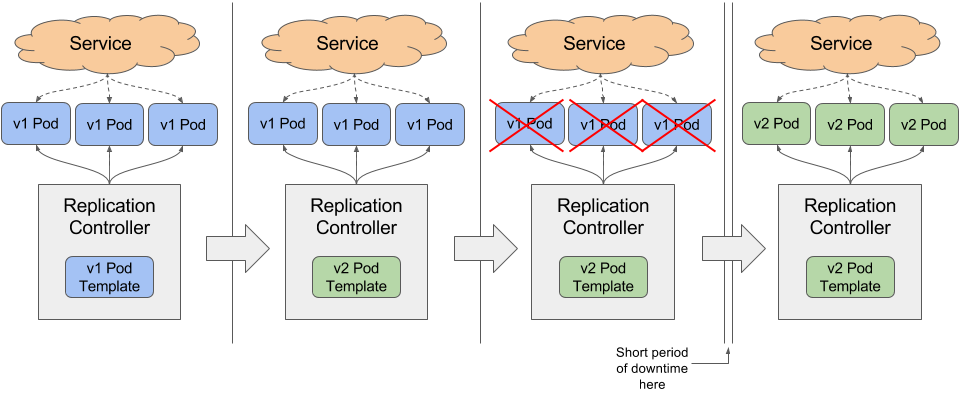 Service
v1 Pod
v1 Pod
v1 Pod
Replication
Controller
v1 Pod
Template
Service
v1 Pod
v1 Pod
v1 Pod
Replication
Controller
v2 Pod
Template
Service
v1 Pod
v1 Pod
v1 Pod
Replication
Controller
v2 Pod
Template
Short period
of downtime
here
Service
v2 Pod
v2 Pod
v2 Pod
Replication
Controller
v2 Pod
Template